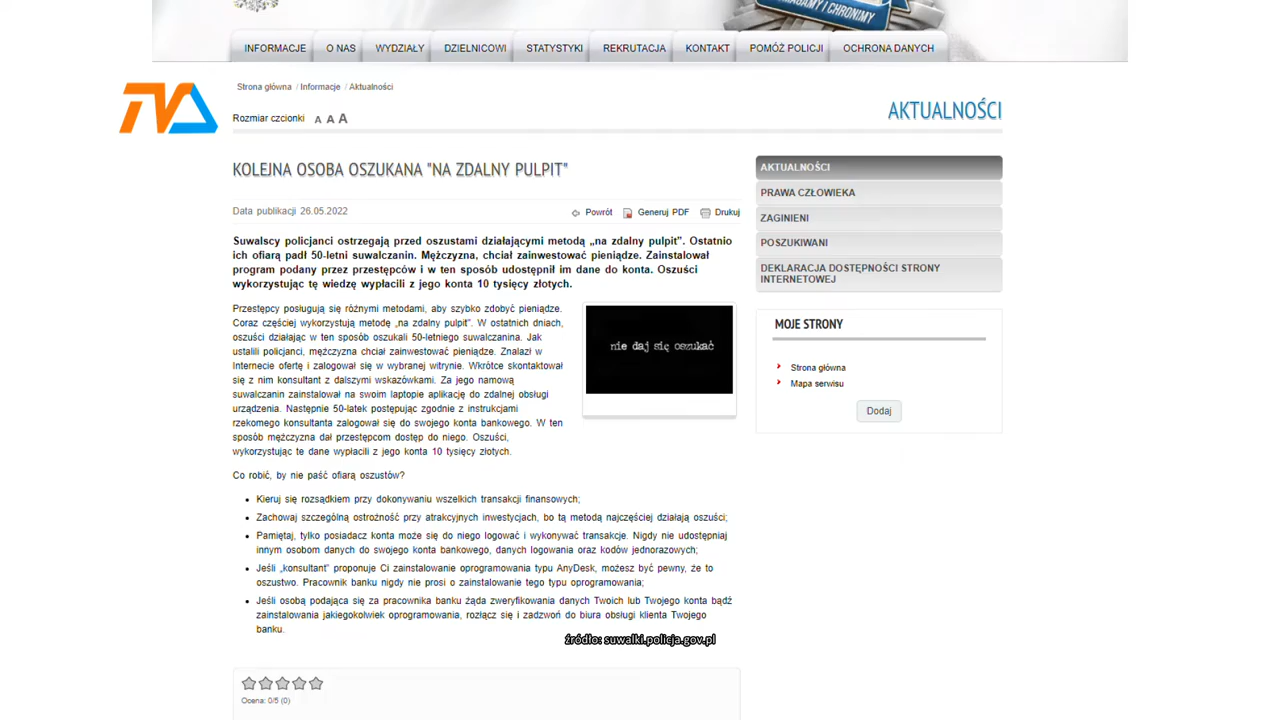 POMAGAMY I CHRONIMY
INFORMACJE O NAS WYDZIAŁY DZIELNICOWI STATYSTYKI REKRUTACJA KONTAKT POMÓŻ POLICJI OCHRONA DANYCH
TVA
Strona główna / Informacje / Aktualności
AKTUALNOŚCI
Rozmiar czcionki A A A
KOLEJNA OSOBA OSZUKANA "NA ZDALNY PULPIT"
Data publikacji 26.05.2022 Powrót Generuj PDF Drukuj
Suwalscy policjanci ostrzegają przed oszustami działającymi metodą „na zdalny pulpit”. Ostatnio
ich ofiarą padł 50-letni suwalczanin. Mężczyzna, chciał zainwestować pieniądze. Zainstalował
program podany przez przestępców i w ten sposób udostępnił im dane do konta. Oszuści
wykorzystując tę wiedzę wypłacili z jego konta 10 tysięcy złotych.
Przestępcy posługują się różnymi metodami, aby szybko zdobyć pieniądze.
Coraz częściej wykorzystują metodę „na zdalny pulpit”. W ostatnich dniach,
oszuści działając w ten sposób oszukali 50-letniego suwalczanina. Jak
ustalili policjanci, mężczyzna chciał zainwestować pieniądze. Znalazł w
Internecie ofertę i zalogował się w wybranej witrynie. Wkrótce skontaktował
się z nim konsultant z dalszymi wskazówkami. Za jego namową
suwalczanin zainstalował na swoim laptopie aplikację do zdalnej obsługi
urządzenia. Następnie 50-latek postępując zgodnie z instrukcjami
rzekomego konsultanta zalogował się do swojego konta bankowego. W ten
sposób mężczyzna dał przestępcom dostęp do niego. Oszuści,
wykorzystując te dane wypłacili z jego konta 10 tysięcy złotych.
nie daj się oszukać
Co robić, by nie paść ofiarą oszustów?
Kieruj się rozsądkiem przy dokonywaniu wszelkich transakcji finansowych;
Zachowaj szczególną ostrożność przy atrakcyjnych inwestycjach, bo tą metodą najczęściej działają oszuści;
Pamiętaj, tylko posiadacz konta może się do niego logować i wykonywać transakcje. Nigdy nie udostępniaj
innym osobom danych do swojego konta bankowego, danych logowania oraz kodów jednorazowych;
Jeśli „konsultant” proponuje Ci zainstalowanie oprogramowania typu AnyDesk, możesz być pewny, że to
oszustwo. Pracownik banku nigdy nie prosi o zainstalowanie tego typu oprogramowania;
Jeśli osobą podająca się za pracownika banku żąda zweryfikowania danych Twoich lub Twojego konta bądź
zainstalowania jakiegokolwiek oprogramowania, rozłącz się i zadzwoń do biura obsługi klienta Twojego
banku.
źródło: suwalki.policja.gov.pl
Ocena: 0/5 (0)
AKTUALNOŚCI
PRAWA CZŁOWIEKA
ZAGINIENI
POSZUKIWANI
DEKLARACJA DOSTĘPNOŚCI STRONY
INTERNETOWEJ
MOJE STRONY
Strona główna
Mapa serwisu
Dodaj